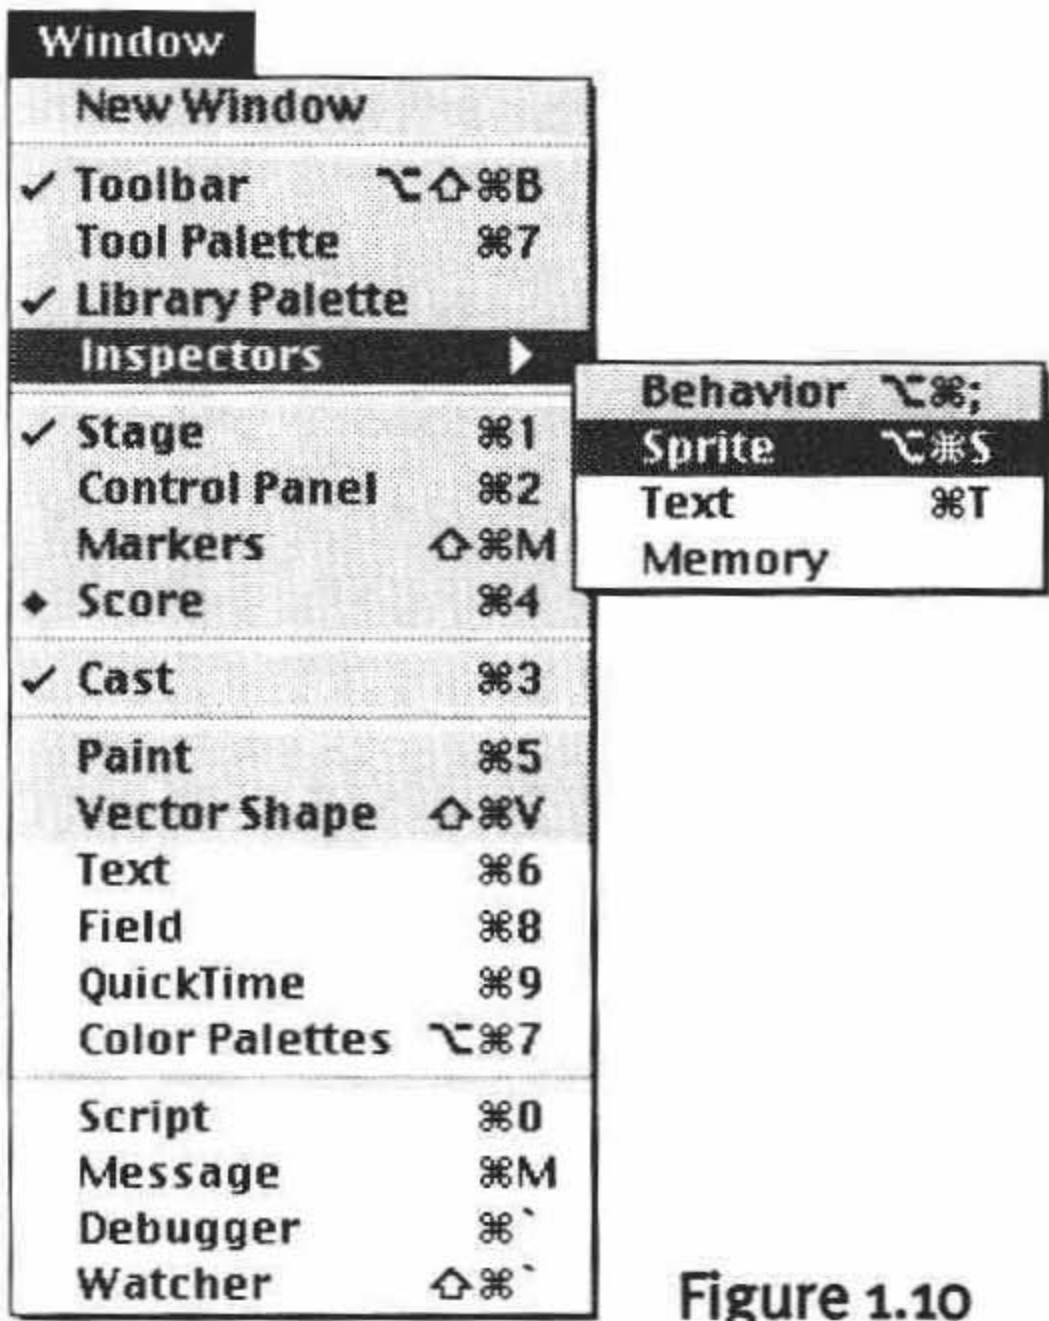 Window
New Window
✓ Toolbar ⌥⇧⌘B
Tool Palette ⌘7
✓ Library Palette
Inspectors ▶
Behavior ⌥⌘;
Sprite ⌥⌘S
Text ⌘T
Memory
✓ Stage ⌘1
Control Panel ⌘2
Markers ⇧⌘M
◆ Score ⌘4
✓ Cast ⌘3
Paint ⌘5
Vector Shape ⇧⌘V
Text ⌘6
Field ⌘8
QuickTime ⌘9
Color Palettes ⌥⌘7
Script ⌘0
Message ⌘M
Debugger ⌘`
Watcher ⇧⌘`
Figure 1.10